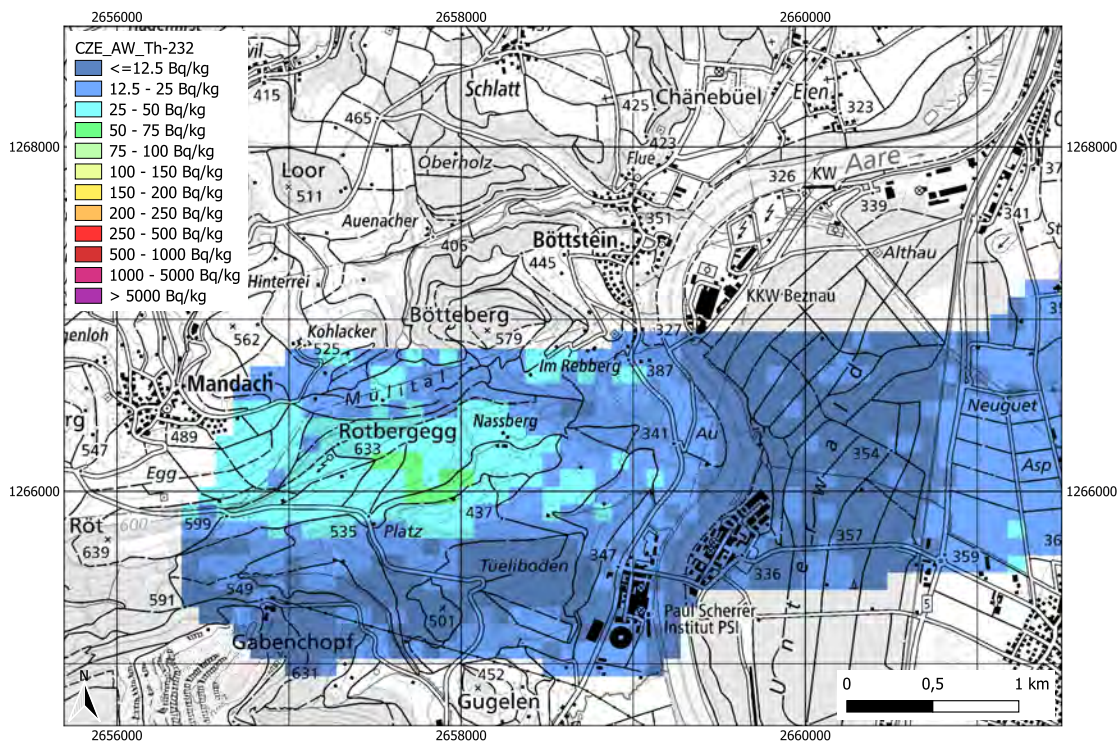 2656000
2658000
2660000
CZE_AW_Th-232
<=12.5 Bq/kg
12.5 - 25 Bq/kg
25 - 50 Bq/kg
50 - 75 Bq/kg
75 - 100 Bq/kg
100 - 150 Bq/kg
150 - 200 Bq/kg
200 - 250 Bq/kg
250 - 500 Bq/kg
500 - 1000 Bq/kg
1000 - 5000 Bq/kg
> 5000 Bq/kg
415
Schlatt
465
425
Chänebüel
Eien
323
423
1268000
1268000
Oberholz
Flue
Aare
Loor
511
326
KW
339
351
341
Auenacher
406
Böttstein
445
Althau
Hinterrei
KKW-Beznau
Bötteberg
579
327
562
Kohlacker
525
Im Rebberg
387
Mandach
Mülital
Neuguet
489
Rotbergegg
633
Nassberg
341
Au
547
Egg
354
Asp
1266000
1266000
437
Röt
600
599
535
Platz
639
357
347
359
Tüeliboden
336
549
591
501
Paul Scherrer
Institut PSI
5
Unterwald
Gabenchopf
631
452
Gugelen
N
0
0,5
1 km
2656000
2658000
2660000